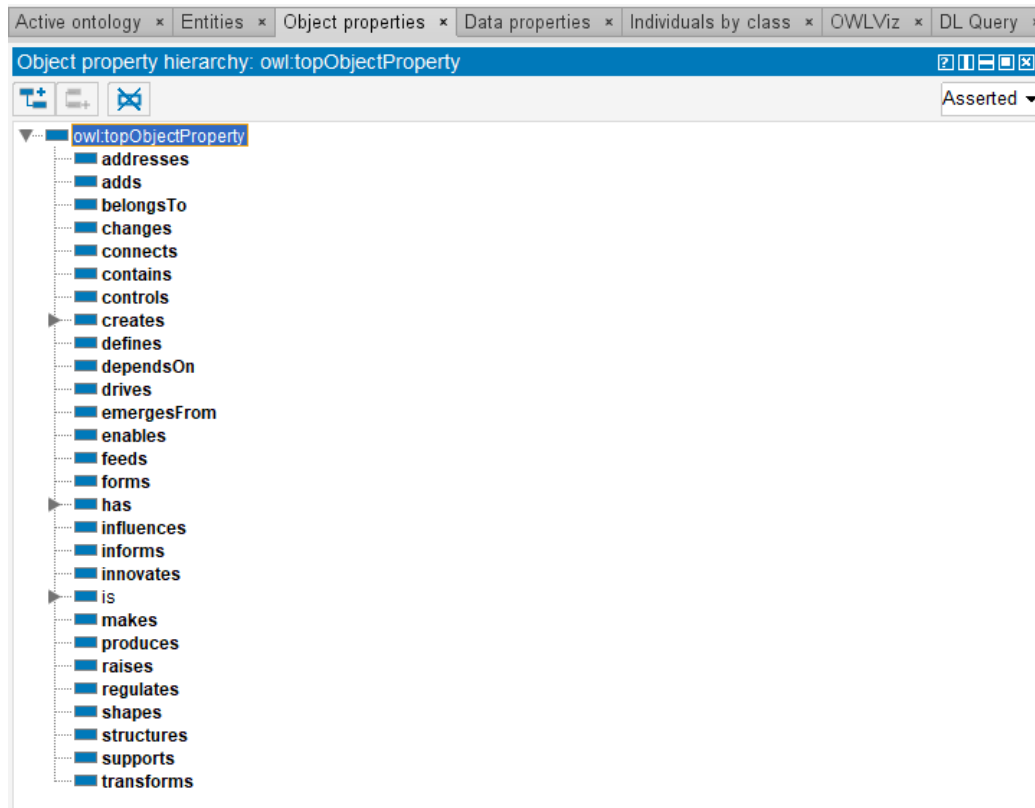 Active ontology × Entities × Object properties × Data properties × Individuals by class × OWLViz × DL Query
Object property hierarchy: owl:topObjectProperty
Asserted
owl:topObjectProperty
addresses
adds
belongsTo
changes
connects
contains
controls
creates
defines
dependsOn
drives
emergesFrom
enables
feeds
forms
has
influences
informs
innovates
is
makes
produces
raises
regulates
shapes
structures
supports
transforms